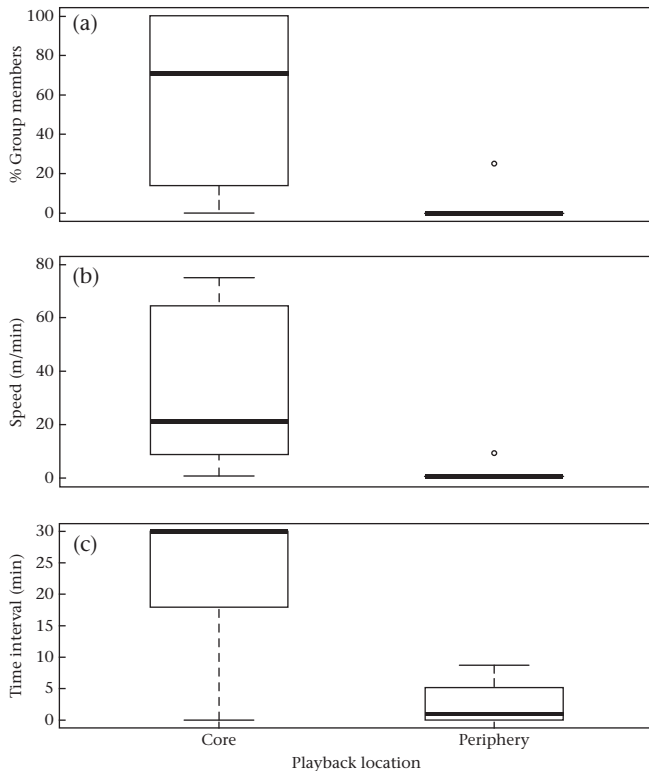 (a)
% Group members
100
80
60
40
20
0
(b)
Speed (m/min)
80
60
40
20
0
(c)
Time interval (min)
30
25
20
15
10
5
0
Core Periphery
Playback location